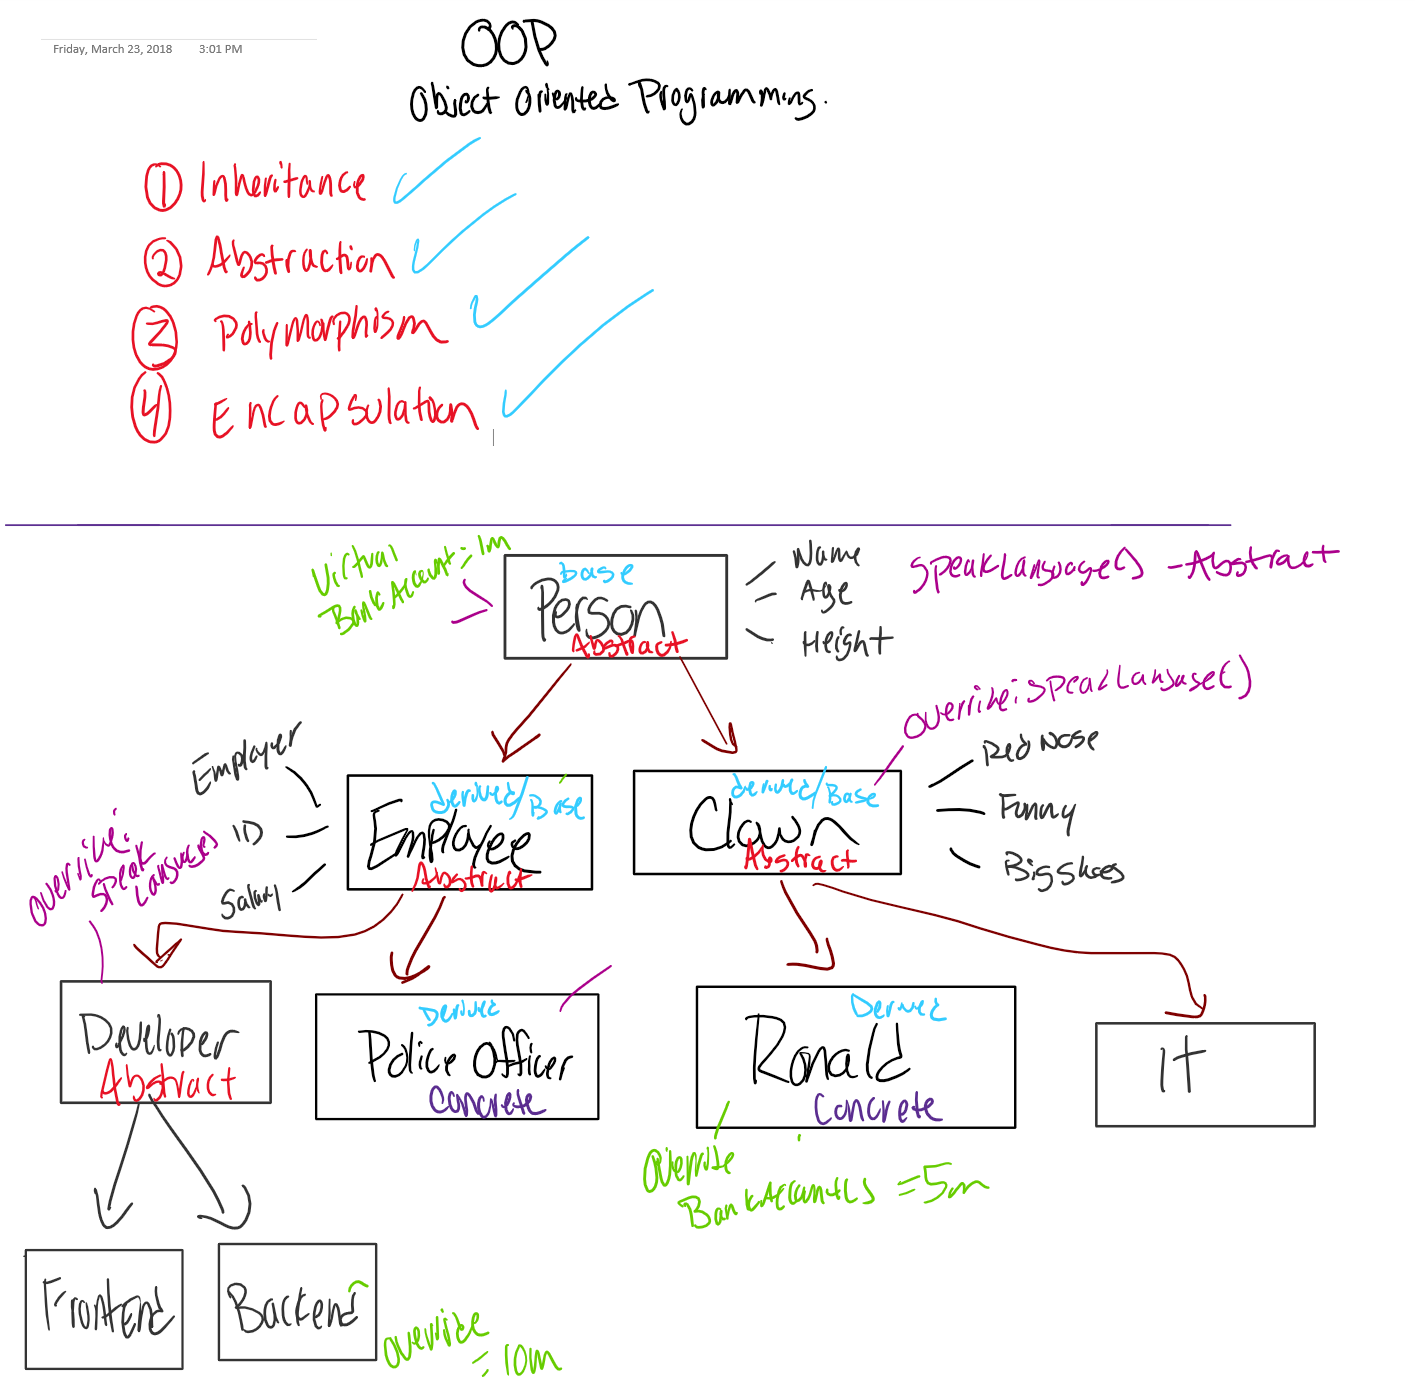 Friday, March 23, 2018 3:01 PM
OOP
Object Oriented Programming.
1 Inheritance
2 Abstraction
3 Polymorphism
4 Encapsulation
Virtual
BankAccount = 1m
Base
Person
Abstract
Name
Age
Height
SpeakLanguage() - Abstract
override: SpeakLanguage()
Employer
ID
Salary
derived/Base
Employee
Abstract
derived/Base
Clown
Abstract
Red Nose
Funny
Big Shoes
override:
Speak
Languages
Developer
Abstract
Derived
Police Officer
Concrete
Derived
Ronald
Concrete
It
Override
BankAccount() = 5m
Frontend
Backend
override
= 10m